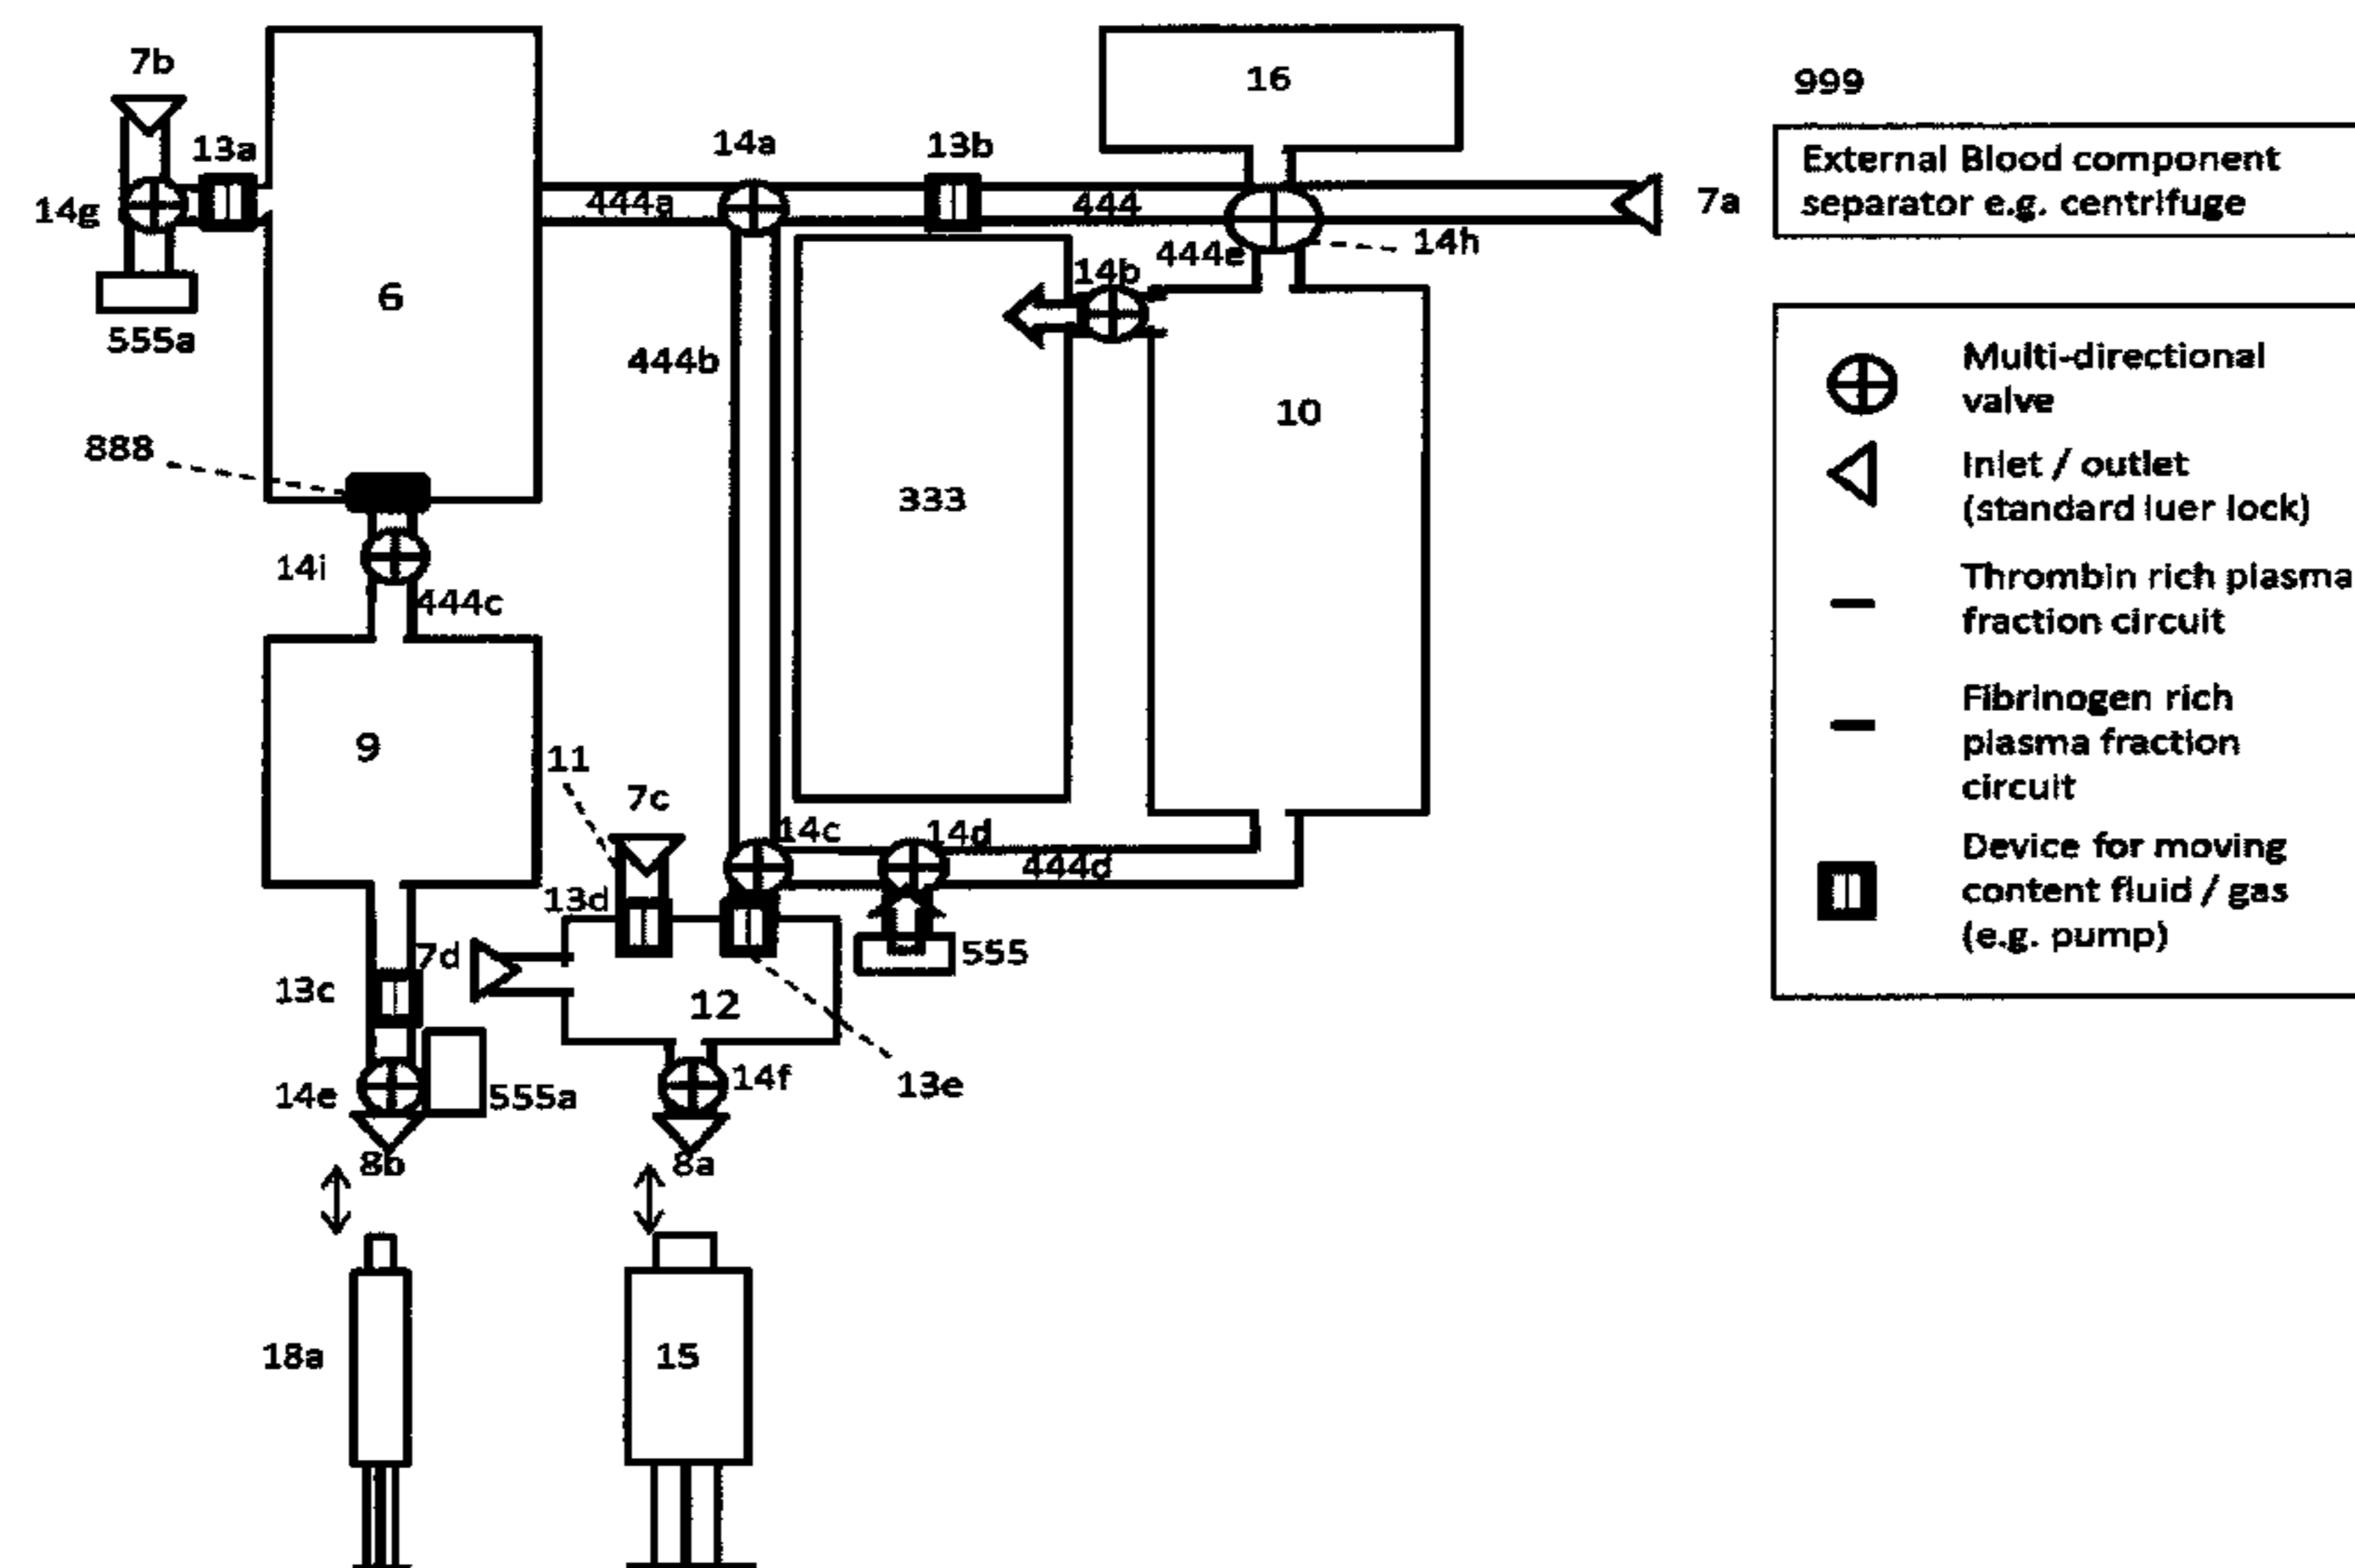 7b
13a
14g
555a
6
888
14i
444c
9
11
7c
13d
7d
13c
14e
555a
8b
18a
14a
444a
444b
13b
444
16
444e
14h
7a
14b
333
10
14c
14d
444d
555
12
13e
14f
8a
15
999
External Blood component
separator e.g. centrifuge
Multi-directional
valve
Inlet / outlet
(standard luer lock)
Thrombin rich plasma
fraction circuit
Fibrinogen rich
plasma fraction
circuit
Device for moving
content fluid / gas
(e.g. pump)